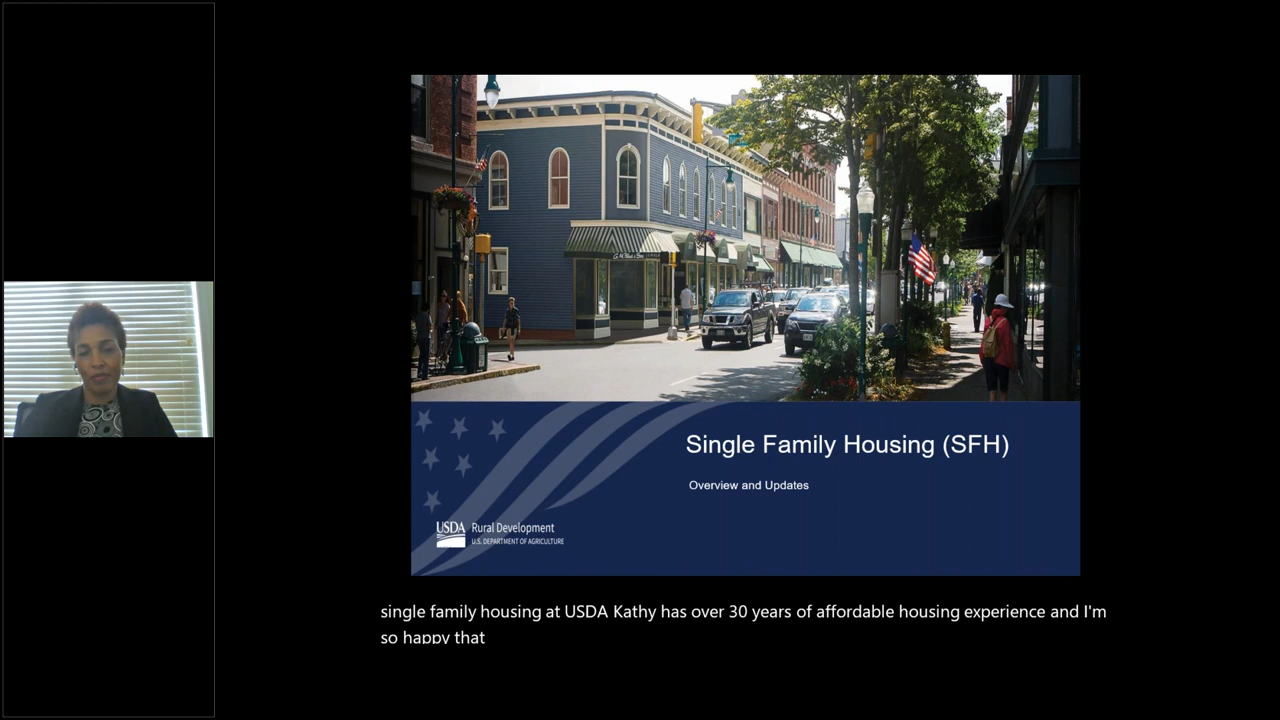 Single Family Housing (SFH)
Overview and Updates
USDA Rural Development
U.S. DEPARTMENT OF AGRICULTURE
single family housing at USDA Kathy has over 30 years of affordable housing experience and I'm
so happy that